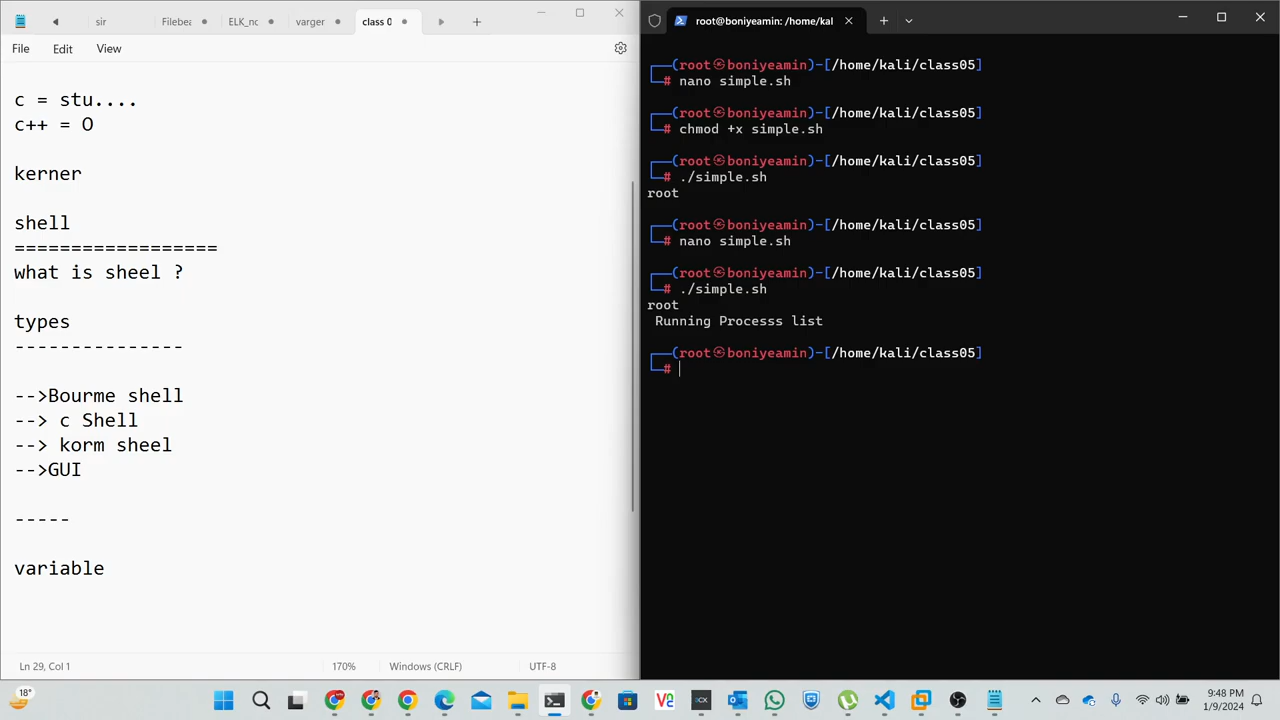 sir
Filebea
ELK_nc
varger
class 0
File
Edit
View
c = stu....
c++ = O
kerner
shell
==================
what is sheel ?
types
---------------
-->Bourme shell
--> c Shell
--> korm sheel
-->GUI
-----
variable
Ln 29, Col 1
170%
Windows (CRLF)
UTF-8
root@boniyeamin: /home/kal
┌──(root㉿boniyeamin)-[/home/kali/class05]
└─# nano simple.sh
┌──(root㉿boniyeamin)-[/home/kali/class05]
└─# chmod +x simple.sh
┌──(root㉿boniyeamin)-[/home/kali/class05]
└─# ./simple.sh
root
┌──(root㉿boniyeamin)-[/home/kali/class05]
└─# nano simple.sh
┌──(root㉿boniyeamin)-[/home/kali/class05]
└─# ./simple.sh
root
Running Processs list
┌──(root㉿boniyeamin)-[/home/kali/class05]
└─#
18°
9:48 PM
1/9/2024